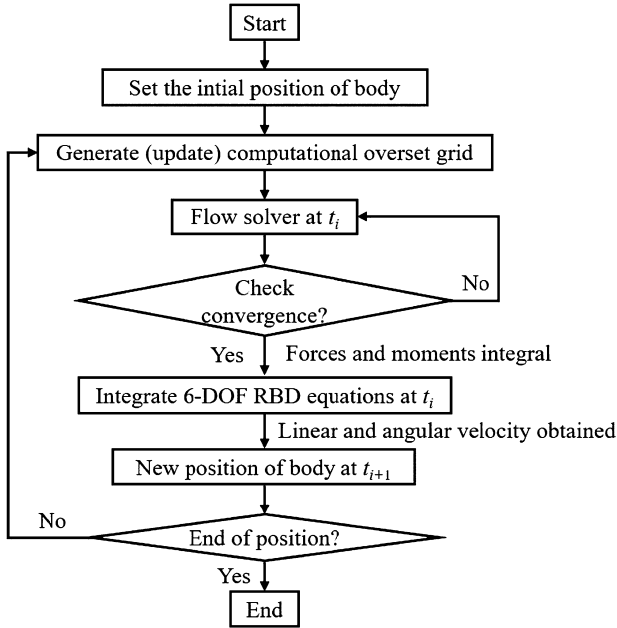 Start
Set the intial position of body
Generate (update) computational overset grid
Flow solver at tᵢ
Check
convergence?
No
Yes
Forces and moments integral
Integrate 6-DOF RBD equations at tᵢ
Linear and angular velocity obtained
New position of body at tᵢ₊₁
No
End of position?
Yes
End